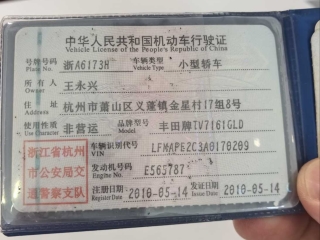 中华人民共和国机动车行驶证
Vehicle License of the People's Republic of China
号牌号码 浙A6173H 车辆类型 小型轿车
Plate No. Vehicle Type
所有人 王永兴
Owner
住址 杭州市萧山区义蓬镇金星村17组8号
Address
使用性质 非营运 品牌型号 丰田牌TV7161GLD
Use Character Model
浙江省杭州
市公安局交
通警察支队
车辆识别代号 LFMAPE2C3A0170209
VIN
发动机号码 E565787
Engine No.
注册日期 2010-05-14 发证日期 2010-05-14
Register Date Issue Date